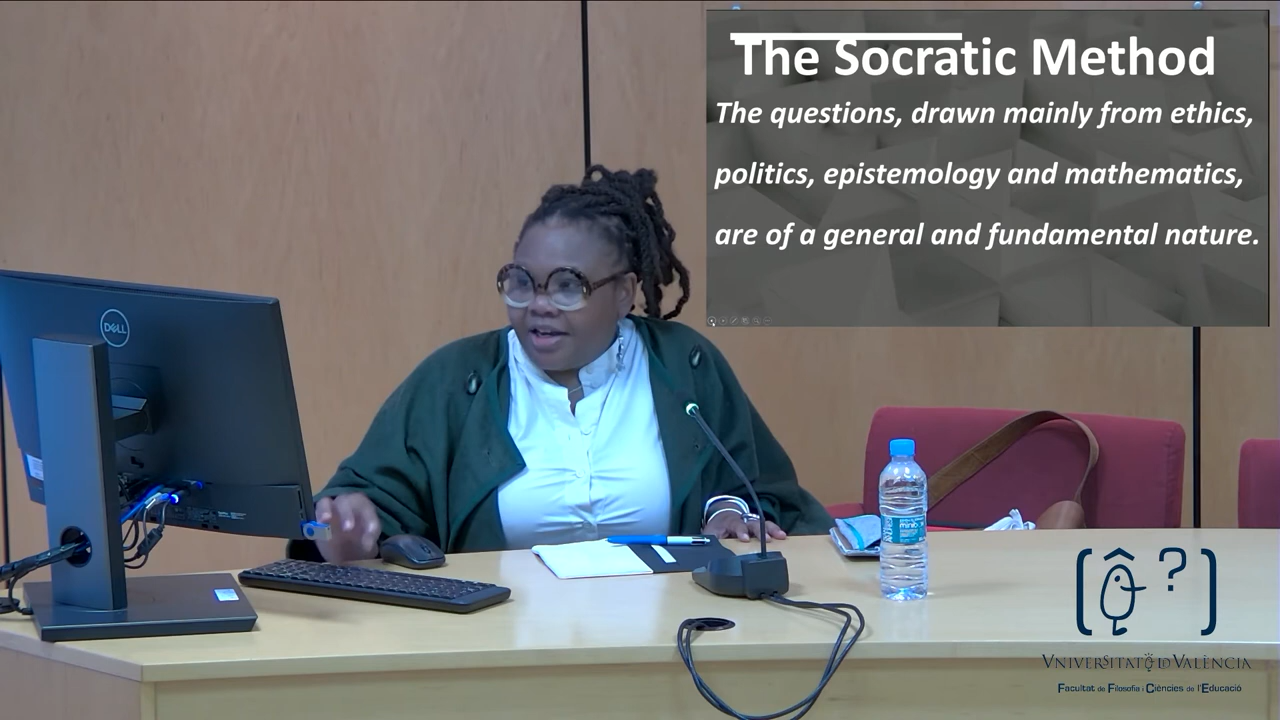 The Socratic Method
The questions, drawn mainly from ethics,
politics, epistemology and mathematics,
are of a general and fundamental nature.
DELL
?
VNIVERSITAT ID VALÈNCIA
Facultat de Filosofia i Ciències de l'Educació